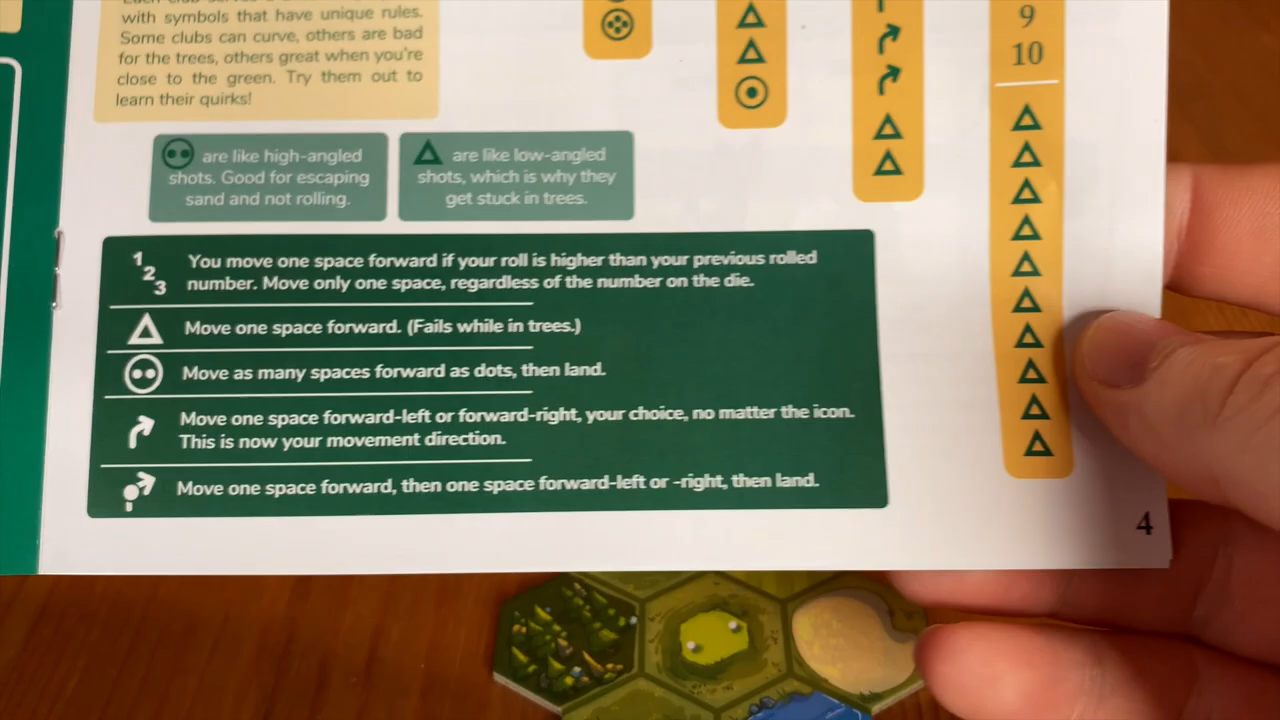 with symbols that have unique rules.
Some clubs can curve, others are bad
for the trees, others great when you're
close to the green. Try them out to
learn their quirks!
9
10
are like high-angled
shots. Good for escaping
sand and not rolling.
are like low-angled
shots, which is why they
get stuck in trees.
1
2
3
You move one space forward if your roll is higher than your previous rolled
number. Move only one space, regardless of the number on the die.
Move one space forward. (Fails while in trees.)
Move as many spaces forward as dots, then land.
Move one space forward-left or forward-right, your choice, no matter the icon.
This is now your movement direction.
Move one space forward, then one space forward-left or -right, then land.
4